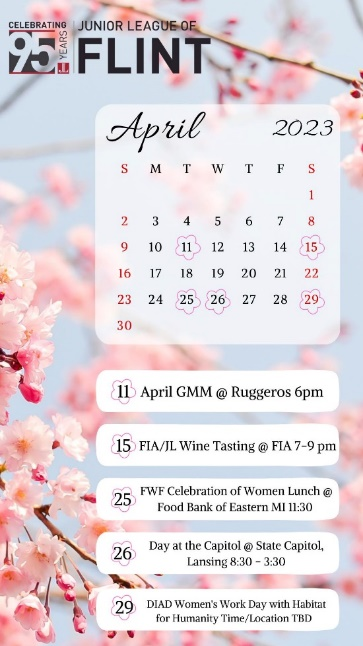 CELEBRATING
95 YEARS
JUNIOR LEAGUE OF
FLINT
April 2023
S M T W T F S
1
2 3 4 5 6 7 8
9 10 11 12 13 14 15
16 17 18 19 20 21 22
23 24 25 26 27 28 29
30
11 April GMM @ Ruggeros 6pm
15 FIA/JL Wine Tasting @ FIA 7-9 pm
25 FWF Celebration of Women Lunch @
Food Bank of Eastern MI 11:30
26 Day at the Capitol @ State Capitol,
Lansing 8:30 - 3:30
29 DIAD Women's Work Day with Habitat
for Humanity Time/Location TBD